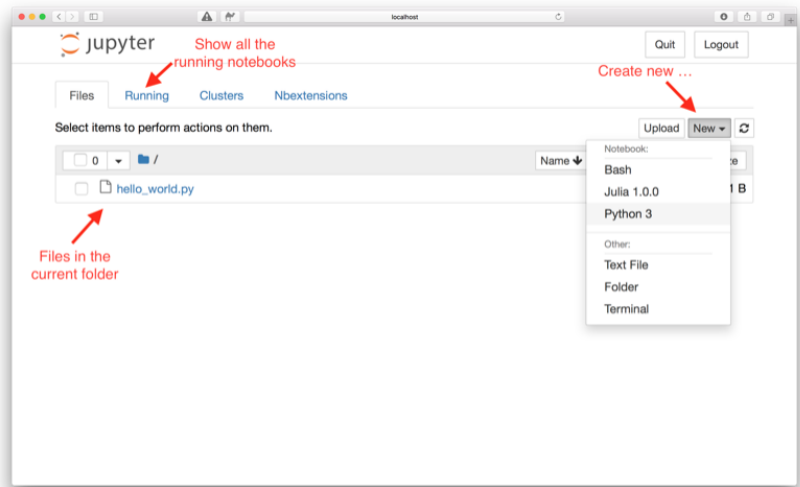 localhost
jupyter
Show all the
running notebooks
Quit
Logout
Create new ...
Files
Running
Clusters
Nbextensions
Select items to perform actions on them.
Upload
New
0
/
Name
Notebook:
Bash
Julia 1.0.0
Python 3
Other:
Text File
Folder
Terminal
hello_world.py
B
Files in the
current folder